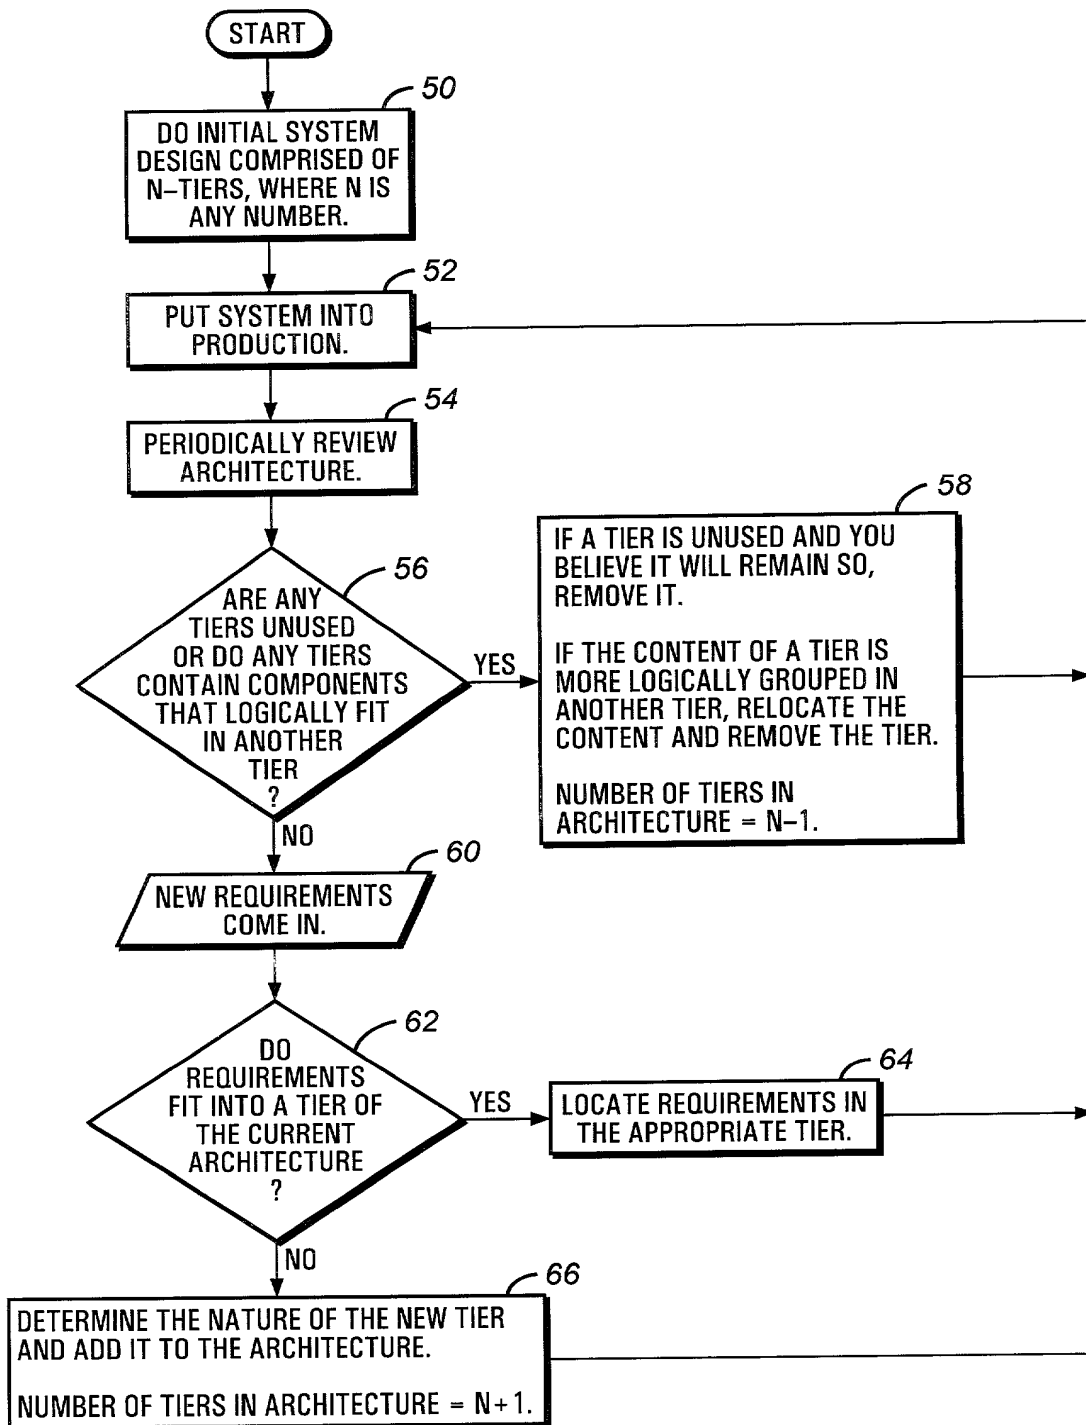 START
50
DO INITIAL SYSTEM
DESIGN COMPRISED OF
N–TIERS, WHERE N IS
ANY NUMBER.
52
PUT SYSTEM INTO
PRODUCTION.
54
PERIODICALLY REVIEW
ARCHITECTURE.
56
ARE ANY
TIERS UNUSED
OR DO ANY TIERS
CONTAIN COMPONENTS
THAT LOGICALLY FIT
IN ANOTHER
TIER
?
YES
58
IF A TIER IS UNUSED AND YOU
BELIEVE IT WILL REMAIN SO,
REMOVE IT.
IF THE CONTENT OF A TIER IS
MORE LOGICALLY GROUPED IN
ANOTHER TIER, RELOCATE THE
CONTENT AND REMOVE THE TIER.
NUMBER OF TIERS IN
ARCHITECTURE = N–1.
NO
60
NEW REQUIREMENTS
COME IN.
62
DO
REQUIREMENTS
FIT INTO A TIER OF
THE CURRENT
ARCHITECTURE
?
YES
64
LOCATE REQUIREMENTS IN
THE APPROPRIATE TIER.
NO
66
DETERMINE THE NATURE OF THE NEW TIER
AND ADD IT TO THE ARCHITECTURE.
NUMBER OF TIERS IN ARCHITECTURE = N+1.